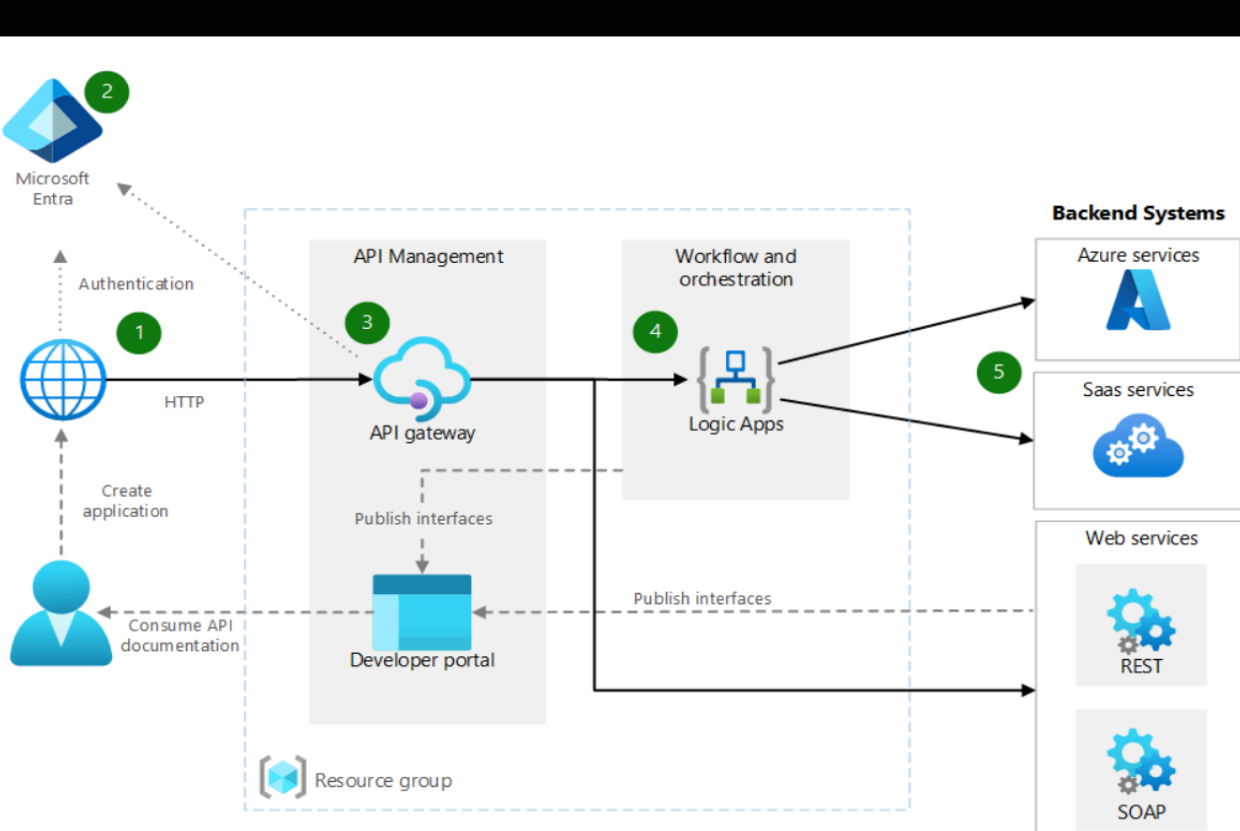 2
Microsoft
Entra
Authentication
1
HTTP
Create
application
Consume API
documentation
API Management
3
API gateway
Publish interfaces
Developer portal
Resource group
Workflow and
orchestration
4
Logic Apps
Publish interfaces
Backend Systems
Azure services
5
Saas services
Web services
REST
SOAP